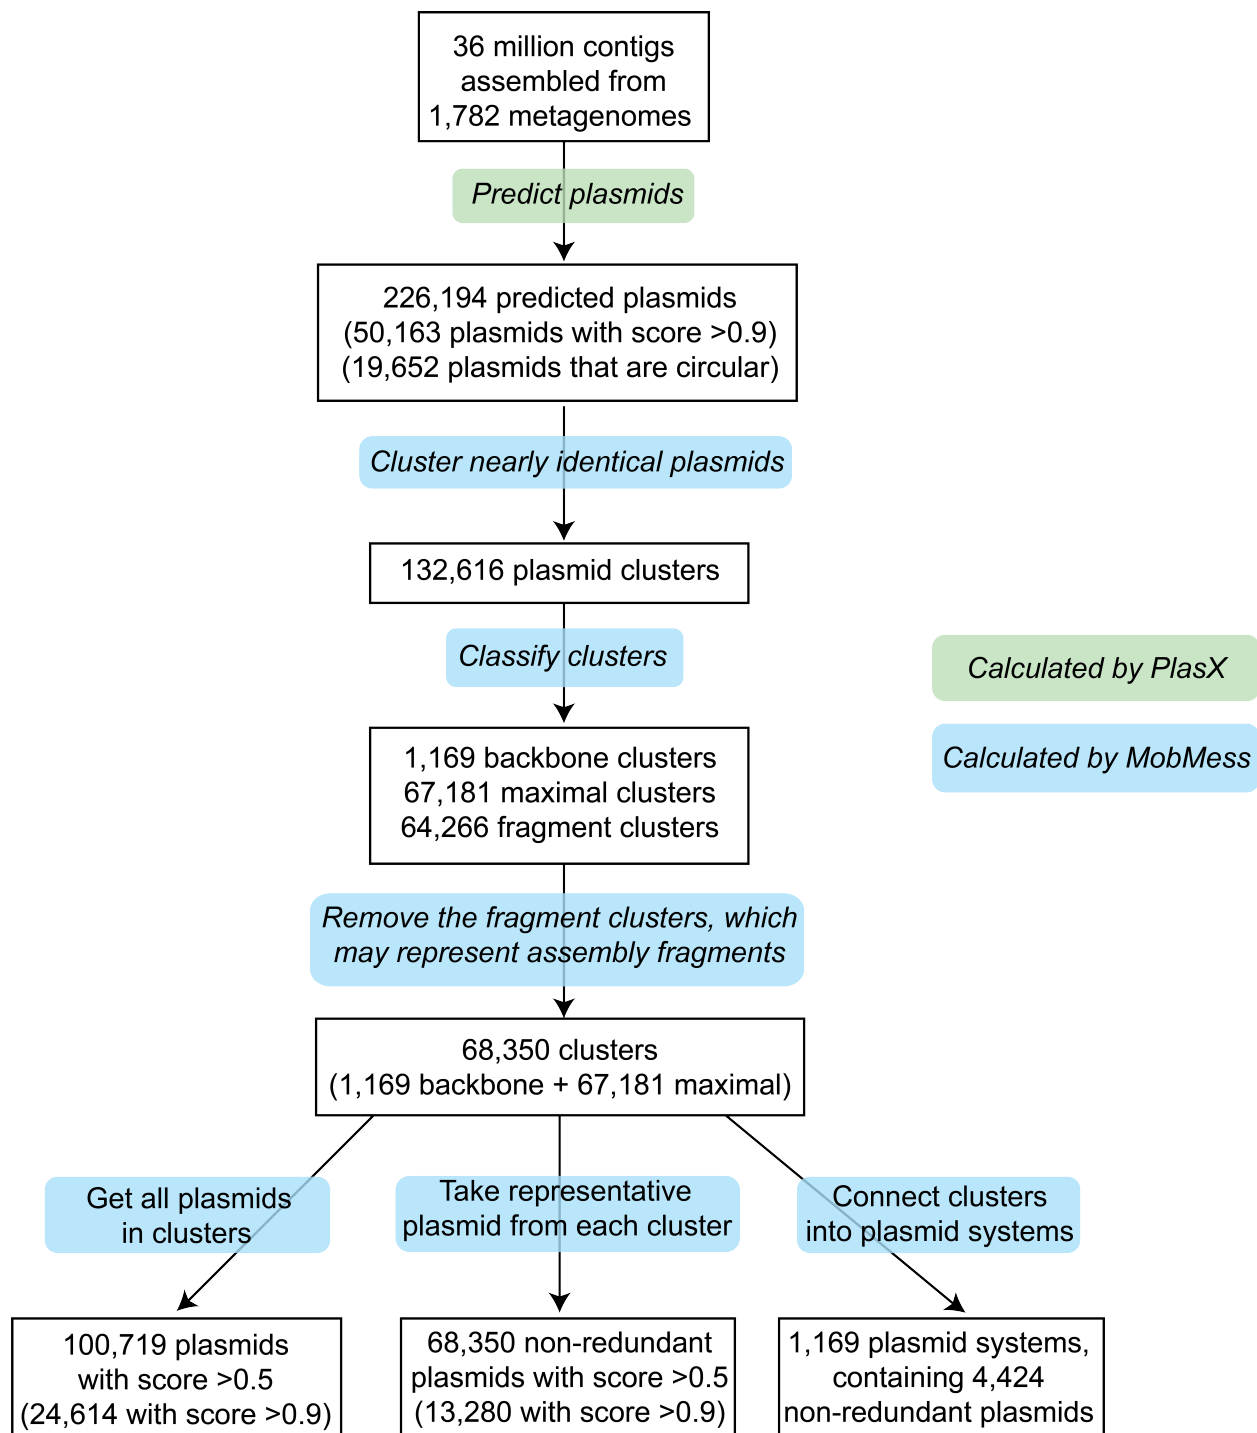 36 million contigs
assembled from
1,782 metagenomes
Predict plasmids
226,194 predicted plasmids
(50,163 plasmids with score >0.9)
(19,652 plasmids that are circular)
Cluster nearly identical plasmids
132,616 plasmid clusters
Classify clusters
Calculated by PlasX
Calculated by MobMess
1,169 backbone clusters
67,181 maximal clusters
64,266 fragment clusters
Remove the fragment clusters, which
may represent assembly fragments
68,350 clusters
(1,169 backbone + 67,181 maximal)
Get all plasmids
in clusters
Take representative
plasmid from each cluster
Connect clusters
into plasmid systems
100,719 plasmids
with score >0.5
(24,614 with score >0.9)
68,350 non-redundant
plasmids with score >0.5
(13,280 with score >0.9)
1,169 plasmid systems,
containing 4,424
non-redundant plasmids